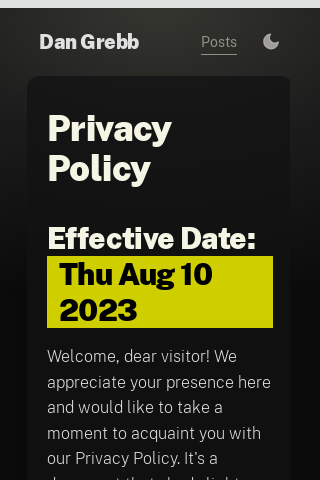 Dan Grebb
Posts
Privacy
Policy
Effective Date:
Thu Aug 10
2023
Welcome, dear visitor! We
appreciate your presence here
and would like to take a
moment to acquaint you with
our Privacy Policy. It's a